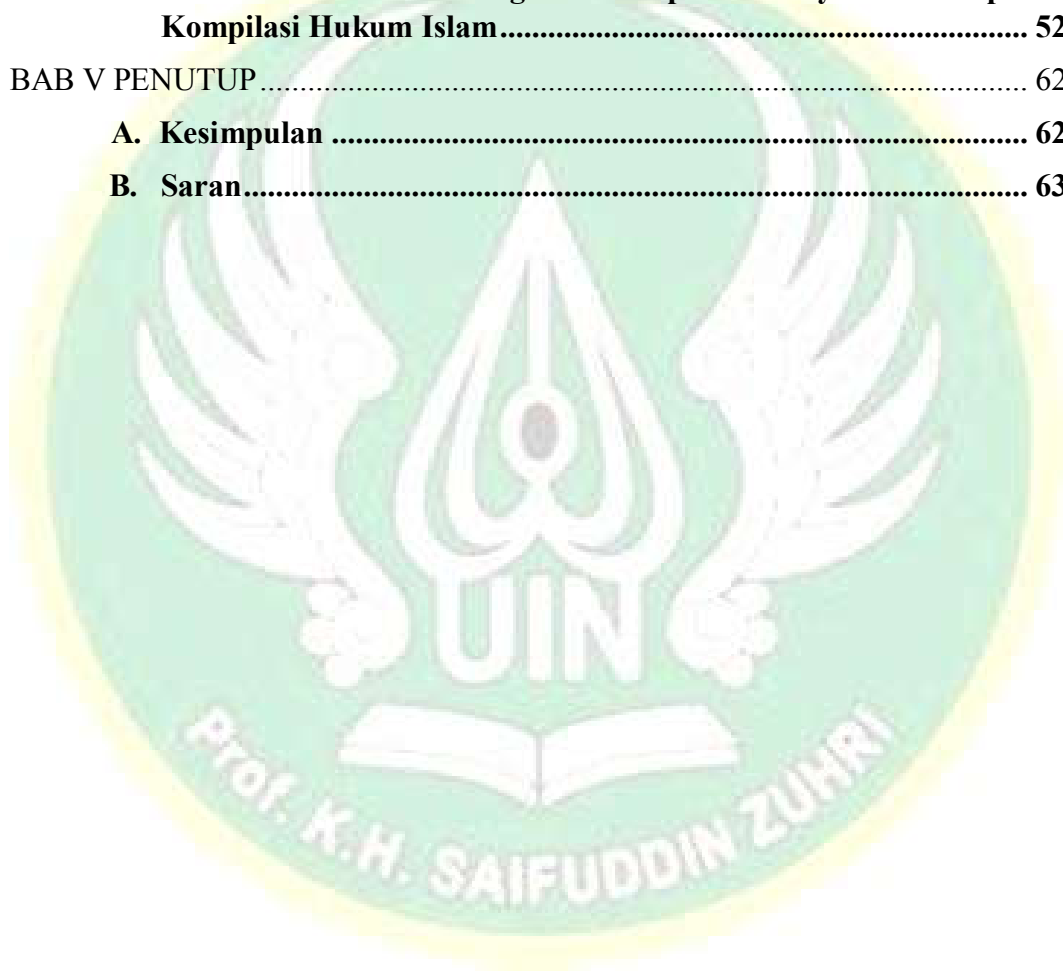 Kompilasi Hukum Islam.......................................................................... 52
BAB V PENUTUP.......................................................................... 62
A. Kesimpulan .......................................................................... 62
B. Saran.......................................................................... 63
UIN
Prof. K.H. SAIFUDDIN ZUHRI